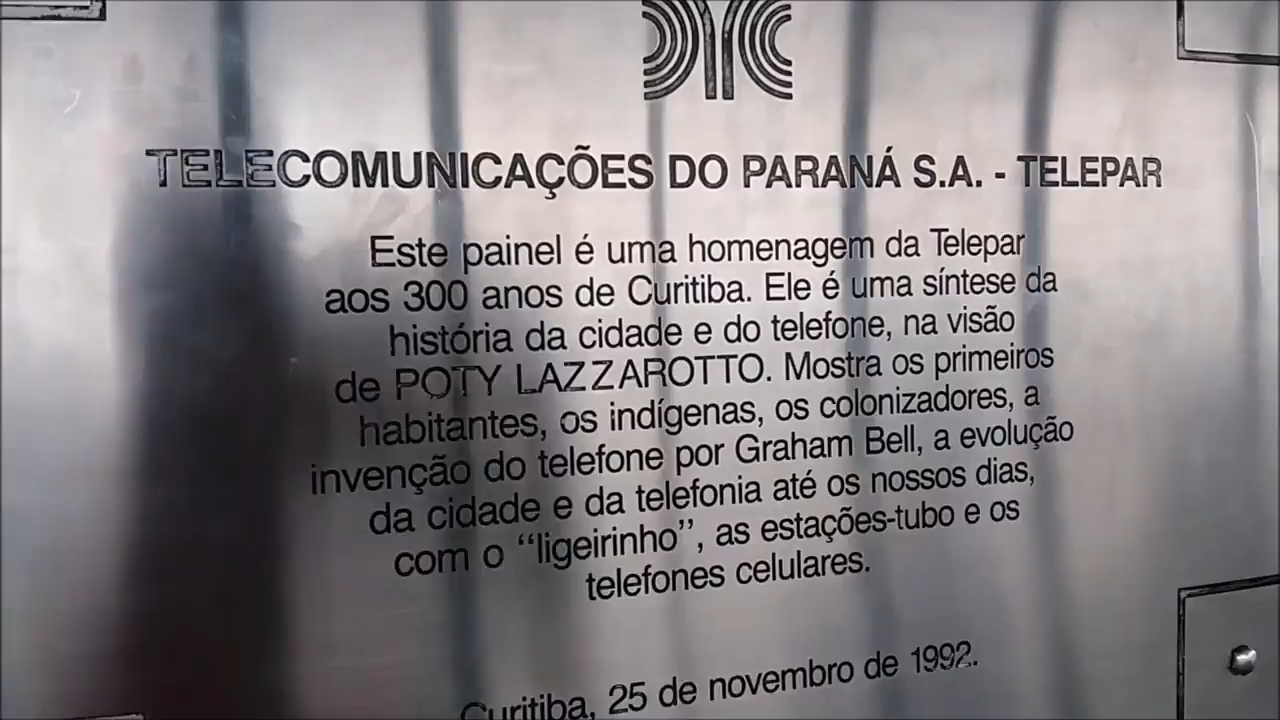 TELECOMUNICAÇÕES DO PARANÁ S.A. - TELEPAR
Este painel é uma homenagem da Telepar
aos 300 anos de Curitiba. Ele é uma síntese da
história da cidade e do telefone, na visão
de POTY LAZZAROTTO. Mostra os primeiros
habitantes, os indígenas, os colonizadores, a
invenção do telefone por Graham Bell, a evolução
da cidade e da telefonia até os nossos dias,
com o “ligeirinho”, as estações-tubo e os
telefones celulares.
Curitiba, 25 de novembro de 1992.